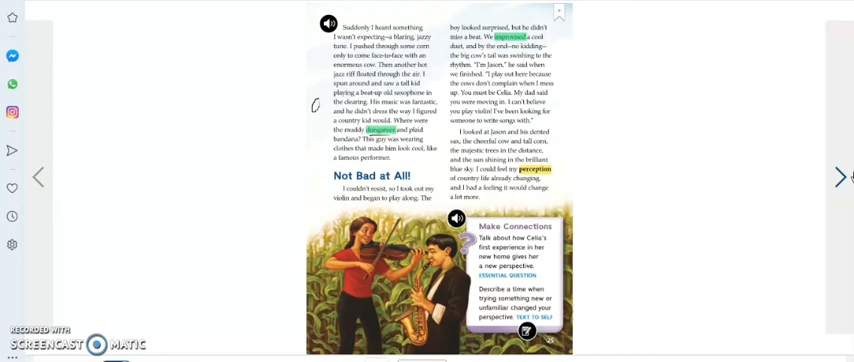 Suddenly I heard something
I wasn't expecting—a blaring, jazzy
tune. I pushed through some corn
only to come face-to-face with an
enormous cow. Then another hot
jazz riff floated through the air. I
spun around and saw a tall kid
playing a beat-up old saxophone in
the clearing. His music was fantastic,
and he didn't dress the way I figured
a country kid would. Where were
the muddy dungarees and plaid
bandana? This guy was wearing
clothes that made him look cool, like
a famous performer.
Not Bad at All!
I couldn't resist, so I took out my
violin and began to play along. The
boy looked surprised, but he didn't
miss a beat. We improvised a cool
duet, and by the end—no kidding—
the big cow's tail was swishing to the
rhythm. "I'm Jason," he said when
we finished. "I play out here because
the cows don't complain when I mess
up. You must be Celia. My dad said
you were moving in. I can't believe
you play violin! I've been looking for
someone to write songs with."
I looked at Jason and his dented
sax, the cheerful cow and tall corn,
the majestic trees in the distance,
and the sun shining in the brilliant
blue sky. I could feel my perception
of country life already changing,
and I had a feeling it would change
a lot more.
Make Connections
Talk about how Celia's
first experience in her
new home gives her
a new perspective.
ESSENTIAL QUESTION
Describe a time when
trying something new or
unfamiliar changed your
perspective. TEXT TO SELF
25
RECORDED WITH
SCREENCAST MATIC